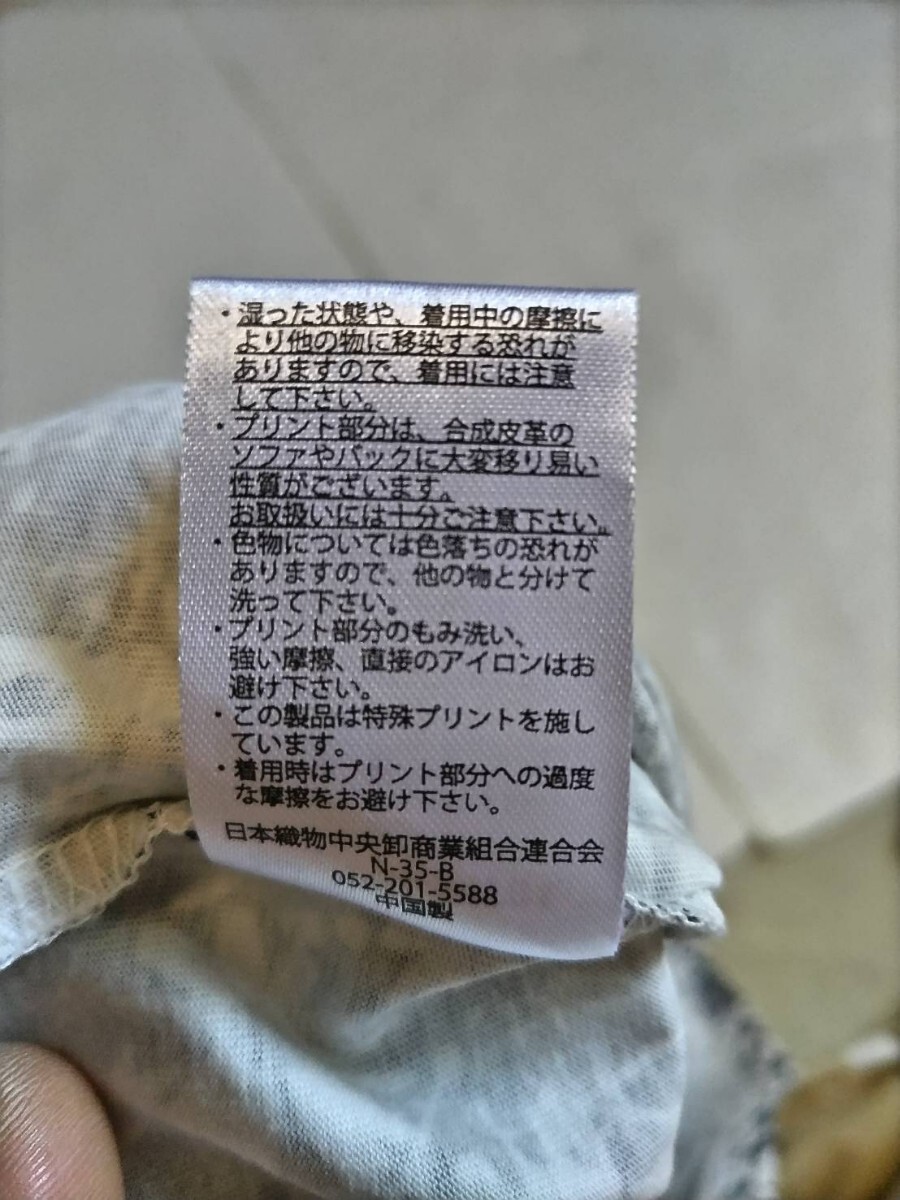 ・湿った状態や、着用中の摩擦に
より他の物に移染する恐れが
ありますので、着用には注意
して下さい。
・プリント部分は、合成皮革の
ソファやバックに大変移り易い
性質がございます。
お取扱いには十分ご注意下さい。
・色物については色落ちの恐れが
ありますので、他の物と分けて
洗って下さい。
・プリント部分のもみ洗い、
強い摩擦、直接のアイロンはお
避け下さい。
・この製品は特殊プリントを施し
ています。
・着用時はプリント部分への過度
な摩擦をお避け下さい。
日本織物中央卸商業組合連合会
N-35-B
052-201-5588
中国製